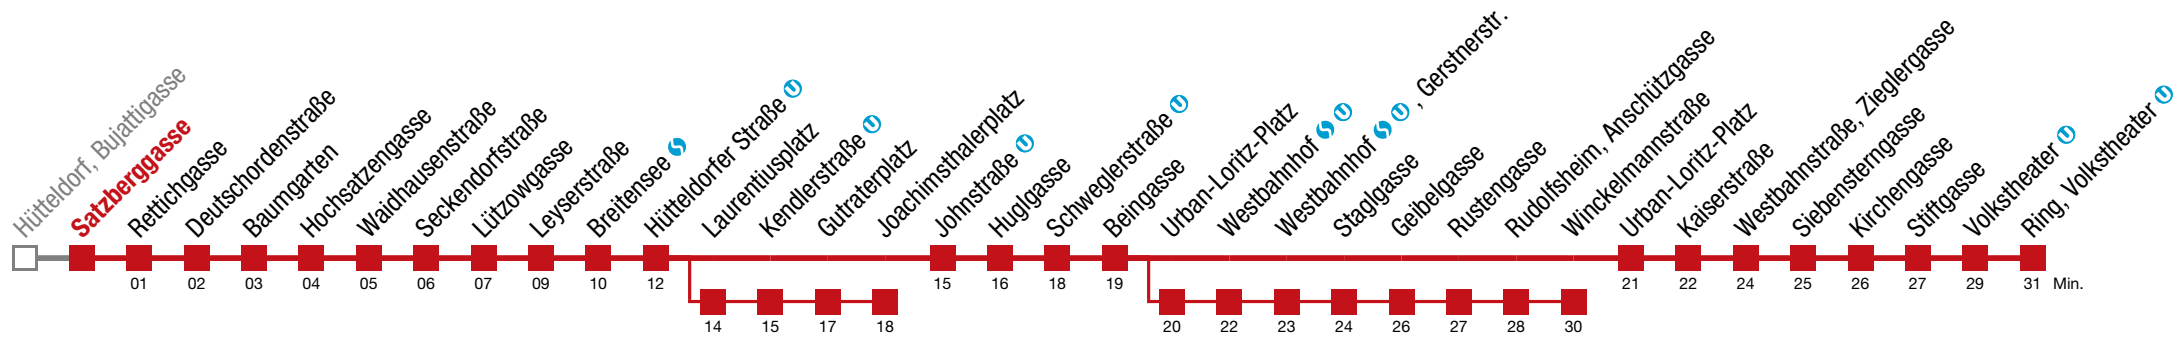 Hütteldorf, Bujattigasse
Satzberggasse
Rettichgasse
Deutschordenstraße
Baumgarten
Hochsatzengasse
Waidhausenstraße
Seckendorfstraße
Lützowgasse
Leyserstraße
Breitensee
Hütteldorfer Straße U
Laurentiusplatz
Kendlerstraße U
Gutraterplatz
Joachimsthalerplatz
Johnstraße U
Huglgasse
Schweglerstraße U
Beingasse
Urban-Loritz-Platz
Westbahnhof U
Westbahnhof U , Gerstnerstr.
Staglgasse
Geibelgasse
Rustengasse
Rudolfsheim, Anschützgasse
Winckelmannstraße
Urban-Loritz-Platz
Kaiserstraße
Westbahnstraße, Zieglergasse
Siebensterngasse
Kirchengasse
Stiftgasse
Volkstheater U
Ring, Volkstheater U
01 02 03 04 05 06 07 09 10 12 15 16 18 19 21 22 24 25 26 27 29 31 Min.
14 15 17 18 20 22 23 24 26 27 28 30